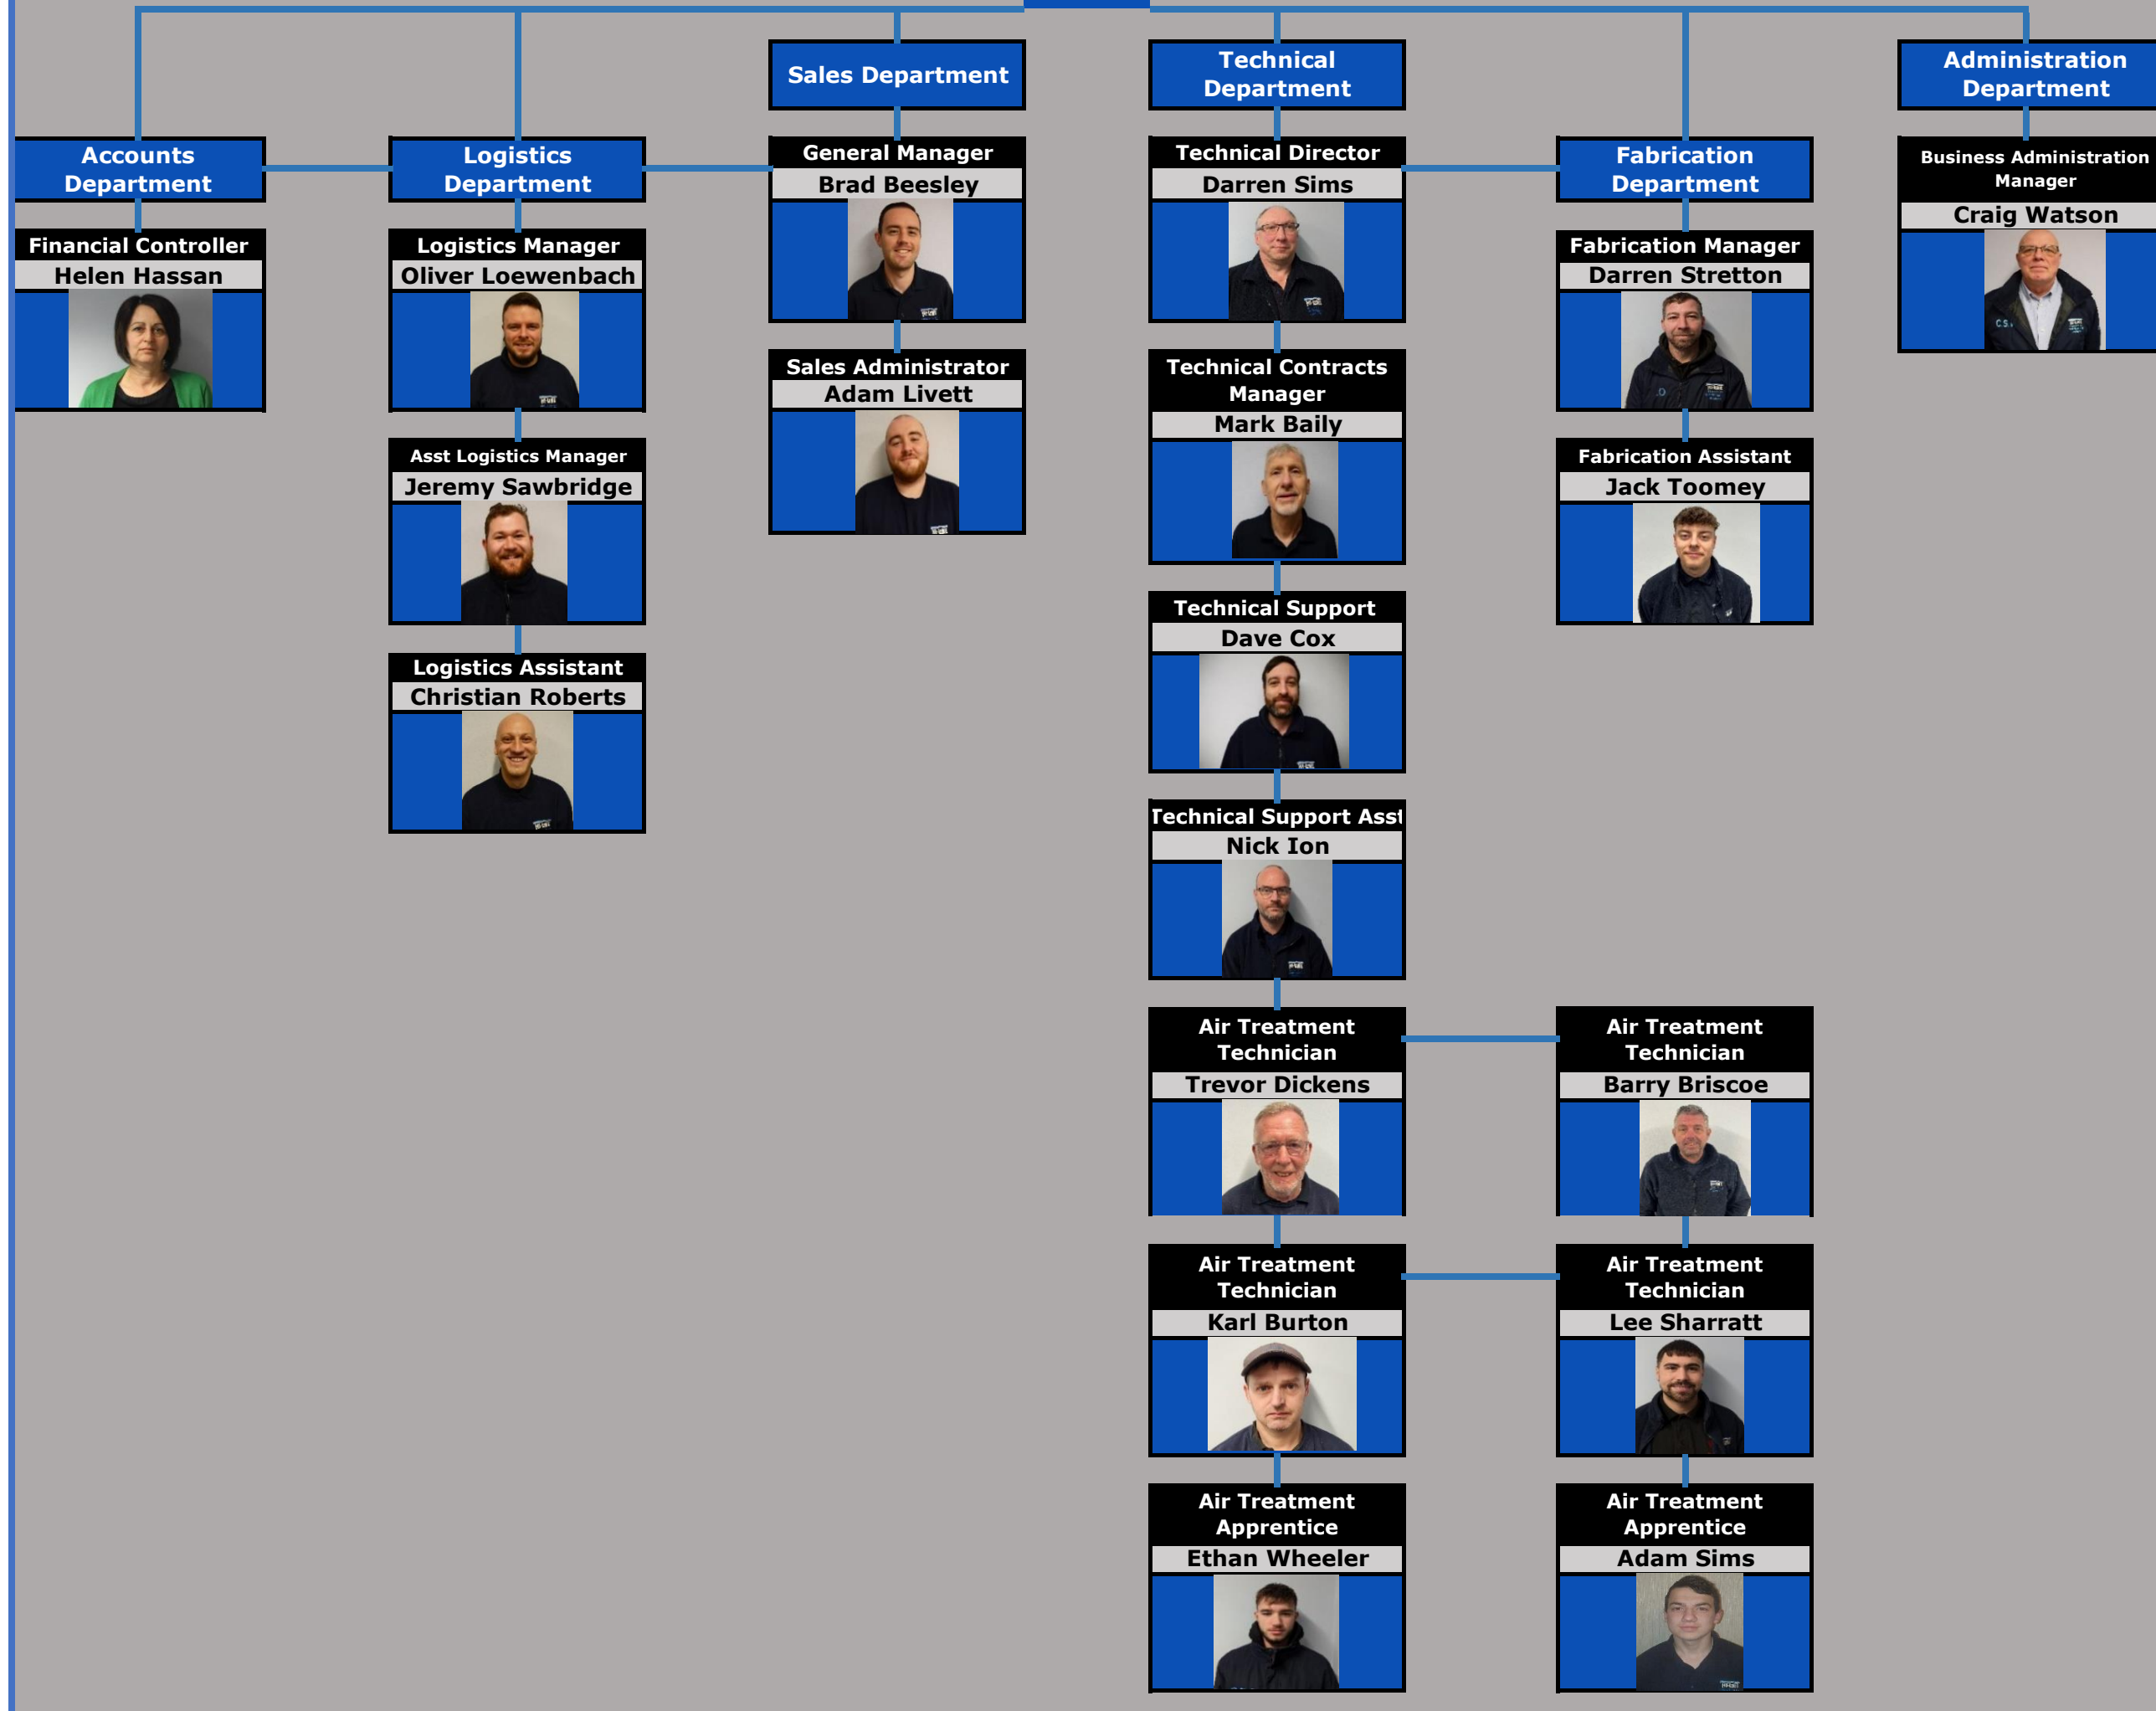 Sales Department
Technical
Department
Administration
Department
Accounts
Department
Logistics
Department
General Manager
Brad Beesley
Technical Director
Darren Sims
Fabrication
Department
Business Administration
Manager
Craig Watson
Financial Controller
Helen Hassan
Logistics Manager
Oliver Loewenbach
Fabrication Manager
Darren Stretton
Sales Administrator
Adam Livett
Technical Contracts
Manager
Mark Baily
Asst Logistics Manager
Jeremy Sawbridge
Fabrication Assistant
Jack Toomey
Technical Support
Dave Cox
Logistics Assistant
Christian Roberts
Technical Support Asst
Nick Ion
Air Treatment
Technician
Trevor Dickens
Air Treatment
Technician
Barry Briscoe
Air Treatment
Technician
Karl Burton
Air Treatment
Technician
Lee Sharratt
Air Treatment
Apprentice
Ethan Wheeler
Air Treatment
Apprentice
Adam Sims